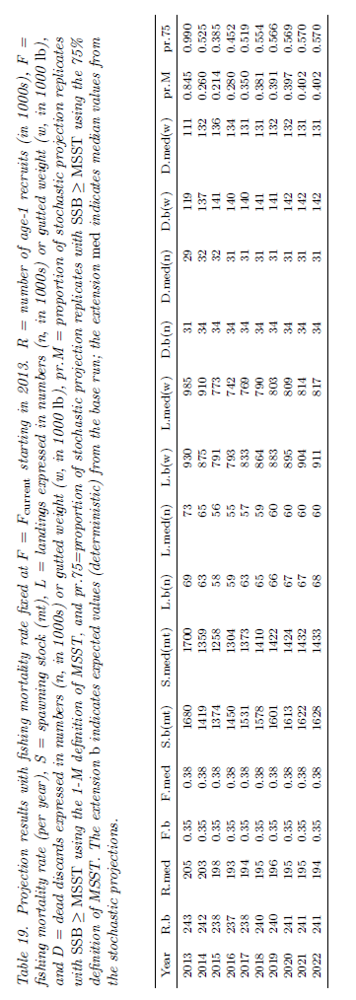 Table 19. Projection results with fishing mortality rate fixed at F = Fcurrent starting in 2013. R = number of age-1 recruits (in 1000s), F =
fishing mortality rate (per year), S = spawning stock (mt), L = landings expressed in numbers (n, in 1000s) or gutted weight (w, in 1000 lb),
and D = dead discards expressed in numbers (n, in 1000s) or gutted weight (w, in 1000 lb), pr.M = proportion of stochastic projection replicates
with SSB ≥ MSST using the 1-M definition of MSST, and pr.75=proportion of stochastic projection replicates with SSB ≥ MSST using the 75%
definition of MSST. The extension b indicates expected values (deterministic) from the base run; the extension med indicates median values from
the stochastic projections.
Year R.b R.med F.b F.med S.b(mt) S.med(mt) L.b(n) L.med(n) L.b(w) L.med(w) D.b(n) D.med(n) D.b(w) D.med(w) pr.M pr.75
2013 243 205 0.35 0.38 1680 1700 69 73 930 985 31 29 119 111 0.845 0.990
2014 242 203 0.35 0.38 1419 1359 63 65 875 910 34 32 137 132 0.260 0.525
2015 238 198 0.35 0.38 1374 1258 58 56 791 773 34 32 141 136 0.214 0.385
2016 237 193 0.35 0.38 1450 1304 59 55 793 742 34 31 140 134 0.280 0.452
2017 238 194 0.35 0.38 1531 1373 63 57 833 769 34 31 140 131 0.350 0.519
2018 240 195 0.35 0.38 1578 1410 65 59 864 790 34 31 141 131 0.381 0.554
2019 240 196 0.35 0.38 1601 1422 66 60 883 803 34 31 141 132 0.391 0.566
2020 241 195 0.35 0.38 1613 1424 67 60 895 809 34 31 142 132 0.397 0.569
2021 241 195 0.35 0.38 1622 1432 67 60 904 814 34 31 142 131 0.402 0.570
2022 241 194 0.35 0.38 1628 1433 68 60 911 817 34 31 142 131 0.402 0.570